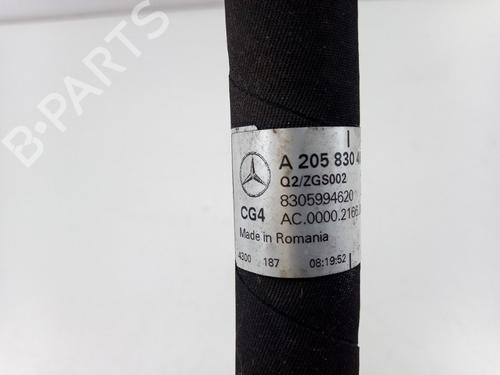 B-PARTS
A 205 830
Q2/ZGS002
8305994620
CG4
AC.0000.2166.
Made in Romania
4300 187 08:19:52